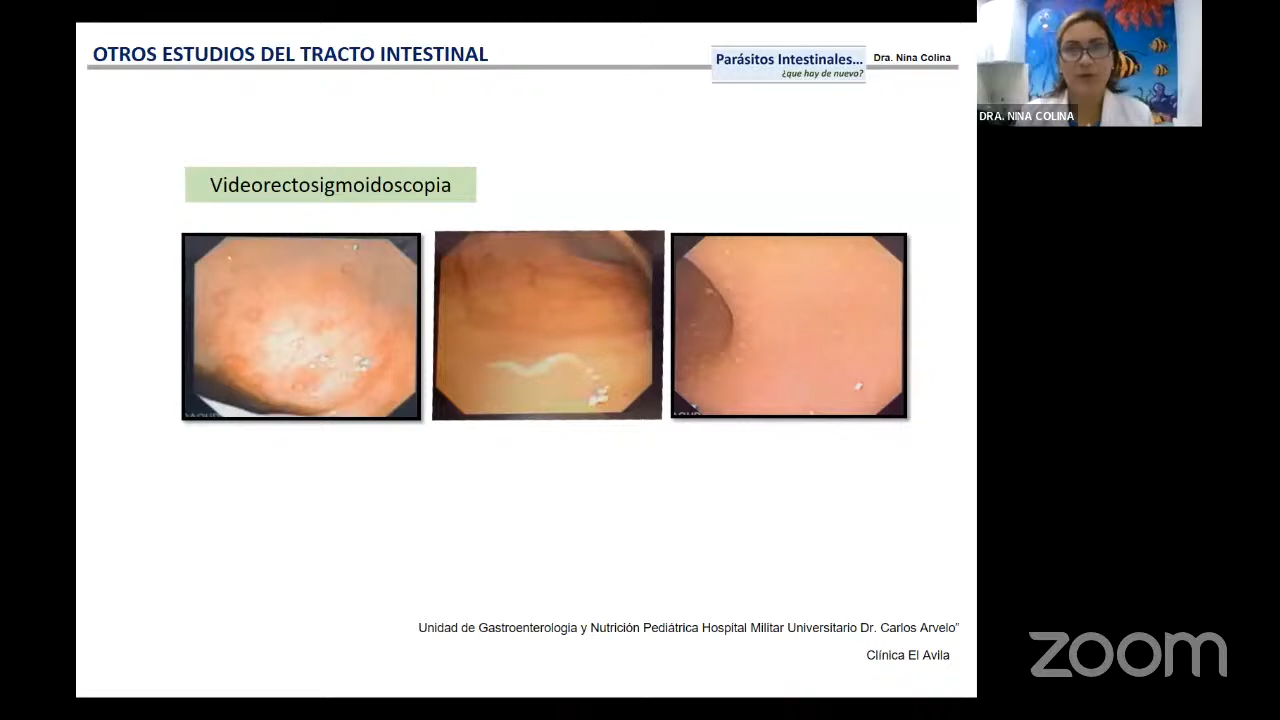 OTROS ESTUDIOS DEL TRACTO INTESTINAL
Parásitos Intestinales...
¿que hay de nuevo?
Dra. Nina Colina
DRA. NINA COLINA
Videorectosigmoidoscopia
Unidad de Gastroenterologia y Nutrición Pediátrica Hospital Militar Universitario Dr. Carlos Arvelo”
Clínica El Avila
zoom